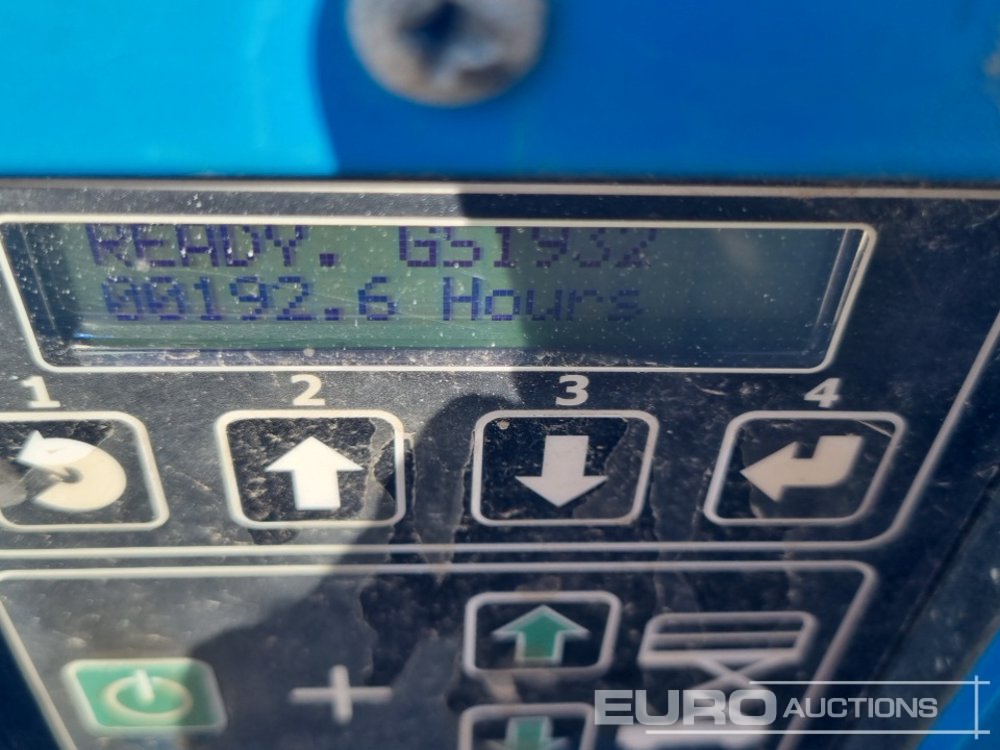 READY. GS1932
00192.6 Hours
1 2 3 4
EURO AUCTIONS